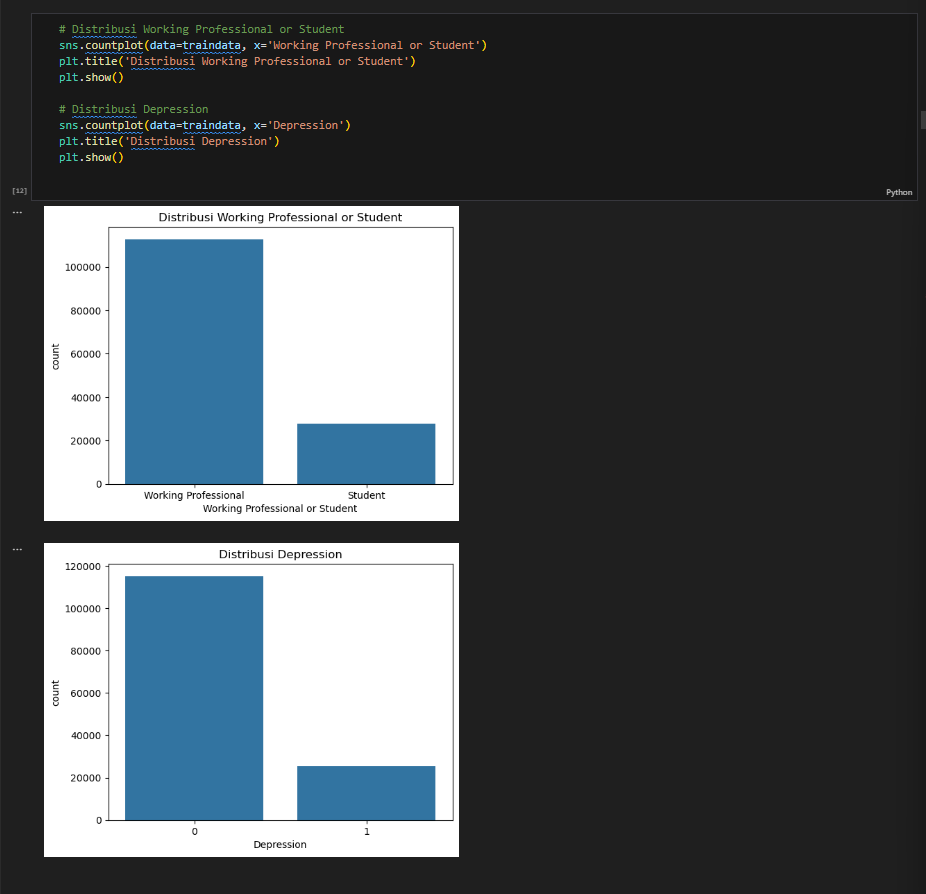 # Distribusi Working Professional or Student
sns.countplot(data=traindata, x='Working Professional or Student')
plt.title('Distribusi Working Professional or Student')
plt.show()
# Distribusi Depression
sns.countplot(data=traindata, x='Depression')
plt.title('Distribusi Depression')
plt.show()
[12]
Python
...
Distribusi Working Professional or Student
100000
80000
60000
40000
20000
0
count
Working Professional Student
Working Professional or Student
...
Distribusi Depression
120000
100000
80000
60000
40000
20000
0
count
0 1
Depression